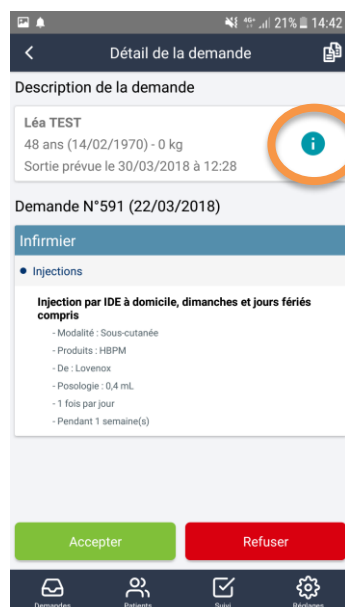 4G+ 21% 14:42
Détail de la demande
Description de la demande
Léa TEST
48 ans (14/02/1970) - 0 kg
Sortie prévue le 30/03/2018 à 12:28
i
Demande N°591 (22/03/2018)
Infirmier
Injections
Injection par IDE à domicile, dimanches et jours fériés
compris
- Modalité : Sous-cutanée
- Produits : HBPM
- De : Lovenox
- Posologie : 0,4 mL
- 1 fois par jour
- Pendant 1 semaine(s)
Accepter Refuser
Demandes Patients Suivi Réglages